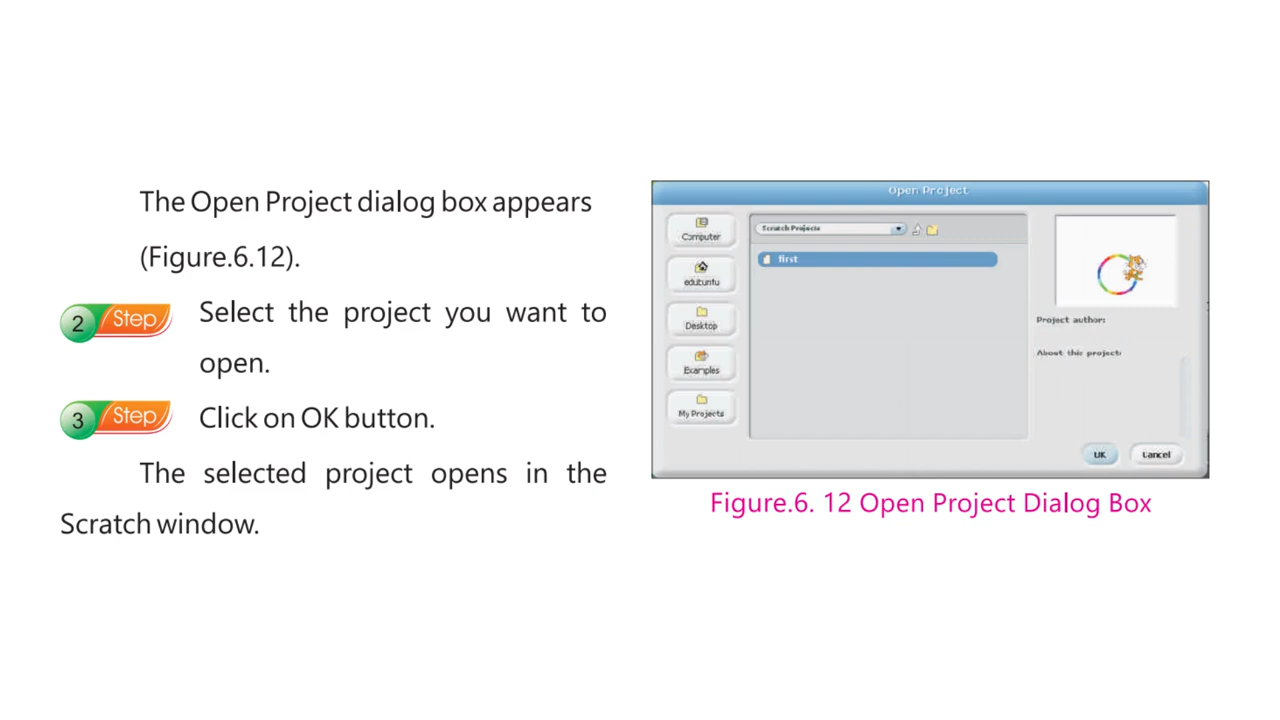 The Open Project dialog box appears
(Figure.6.12).
2 Step Select the project you want to
open.
3 Step Click on OK button.
The selected project opens in the
Scratch window.
Open Project
Computer
edubuntu
Desktop
Examples
My Projects
Scratch Projects
first
Project author:
About this project:
OK
Cancel
Figure.6. 12 Open Project Dialog Box